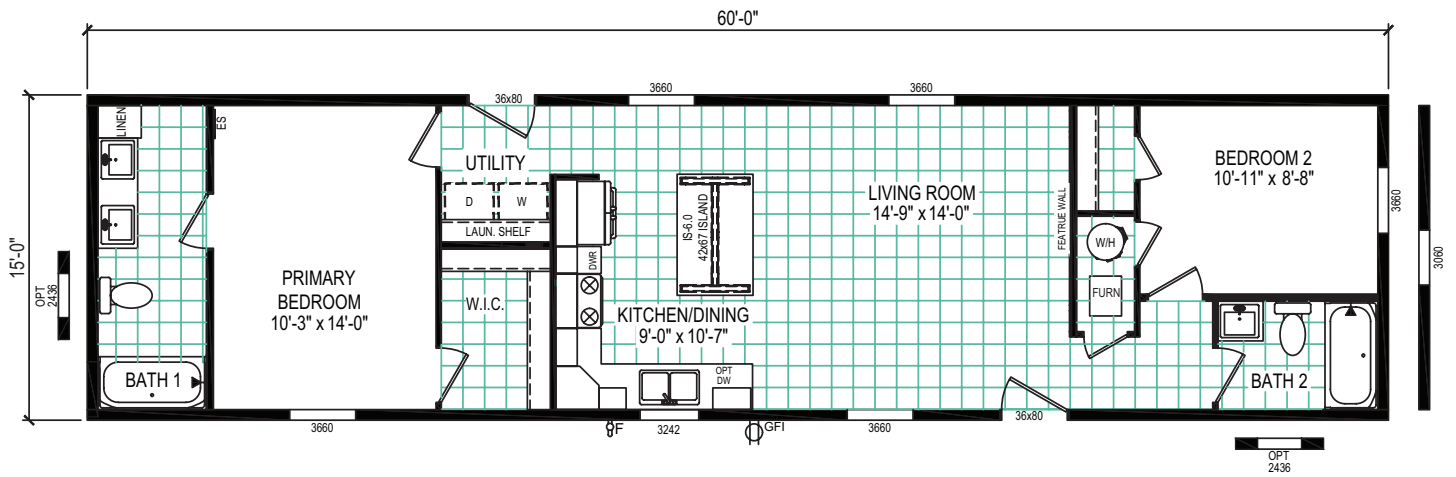 60'-0"
15'-0"
36x80
3660
3660
LINEN
ES
UTILITY
D
W
LAUN. SHELF
BEDROOM 2
10'-11" x 8'-8"
LIVING ROOM
14'-9" x 14'-0"
FEATRUE WALL
IS-6.0
42x67 ISLAND
3660
3060
W/H
FURN
DWR
PRIMARY
BEDROOM
10'-3" x 14'-0"
W.I.C.
KITCHEN/DINING
9'-0" x 10'-7"
OPT
2436
OPT
DW
BATH 1
BATH 2
3660
F
3242
GFI
3660
36x80
OPT
2436